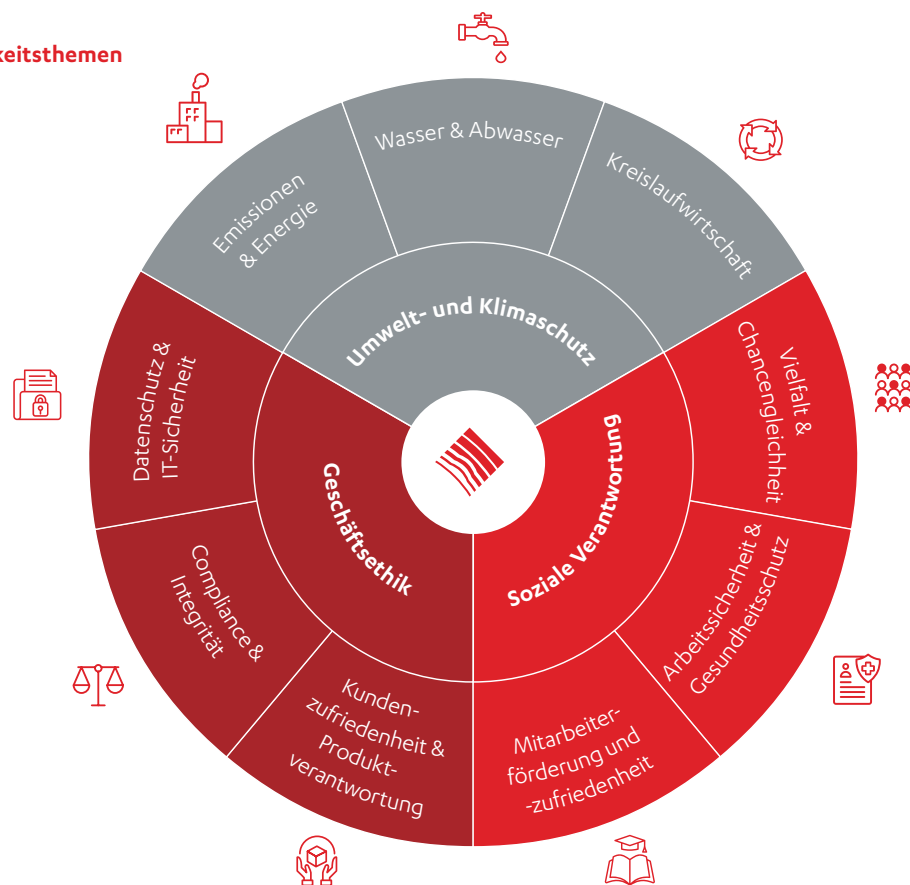 keitsthemen
Wasser & Abwasser
Emissionen
& Energie
Kreislaufwirtschaft
Umwelt- und Klimaschutz
Vielfalt &
Chancengleichheit
Datenschutz &
IT-Sicherheit
Geschäftsethik
Soziale Verantwortung
Arbeitssicherheit &
Gesundheitsschutz
Compliance &
Integrität
Kunden-
zufriedenheit &
Produkt-
verantwortung
Mitarbeiter-
förderung und
-zufriedenheit